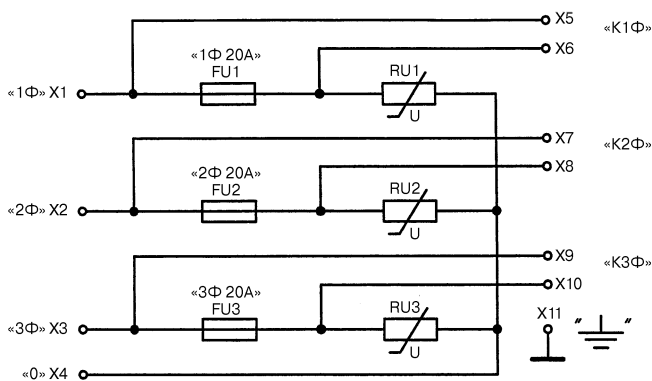 X5
«К1Ф»
X6
«1Ф 20А»
FU1
RU1
«1Ф» X1
U
X7
«К2Ф»
X8
«2Ф 20А»
FU2
RU2
«2Ф» X2
U
X9
«К3Ф»
X10
«3Ф 20А»
FU3
RU3
X11
" "
«3Ф» X3
U
«0» X4